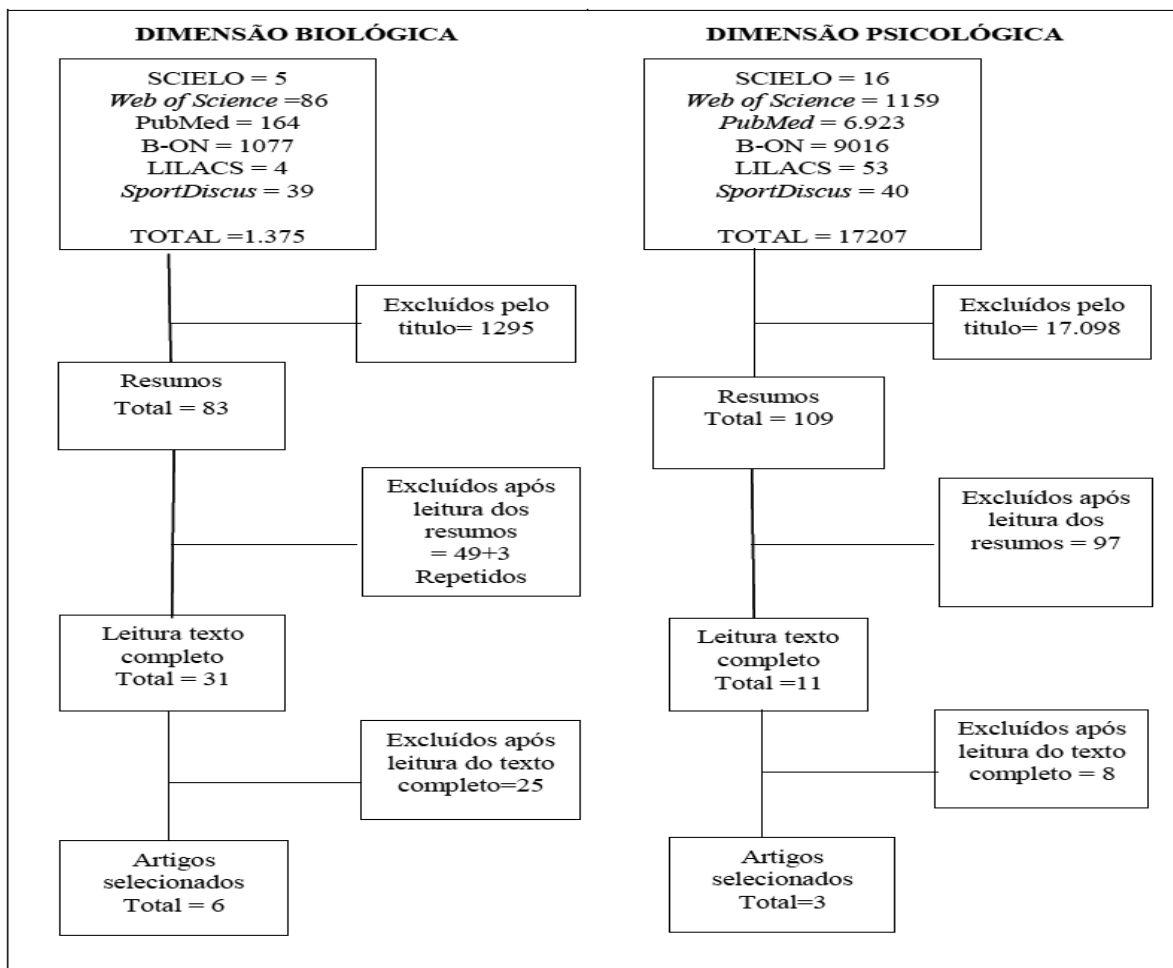 DIMENSÃO BIOLÓGICA
SCIELO = 5
Web of Science =86
PubMed = 164
B-ON = 1077
LILACS = 4
SportDiscus = 39
TOTAL =1.375
Excluídos pelo
titulo= 1295
Resumos
Total = 83
Excluídos após
leitura dos
resumos
= 49+3
Repetidos
Leitura texto
completo
Total = 31
Excluídos após
leitura do texto
completo=25
Artigos
selecionados
Total = 6
DIMENSÃO PSICOLÓGICA
SCIELO = 16
Web of Science = 1159
PubMed = 6.923
B-ON = 9016
LILACS = 53
SportDiscus = 40
TOTAL = 17207
Excluídos pelo
titulo= 17.098
Resumos
Total = 109
Excluídos após
leitura dos
resumos = 97
Leitura texto
completo
Total =11
Excluídos após
leitura do texto
completo = 8
Artigos
selecionados
Total=3